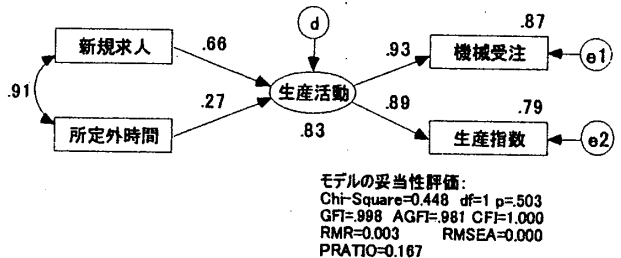 d
.87
新規求人
.66
.93
機械受注
e1
.91
生産活動
.27
.89
.79
所定外時間
.83
生産指数
e2
モデルの妥当性評価:
Chi-Square=0.448 df=1 p=.503
GFI=.998 AGFI=.981 CFI=1.000
RMR=0.003 RMSEA=0.000
PRATIO=0.167